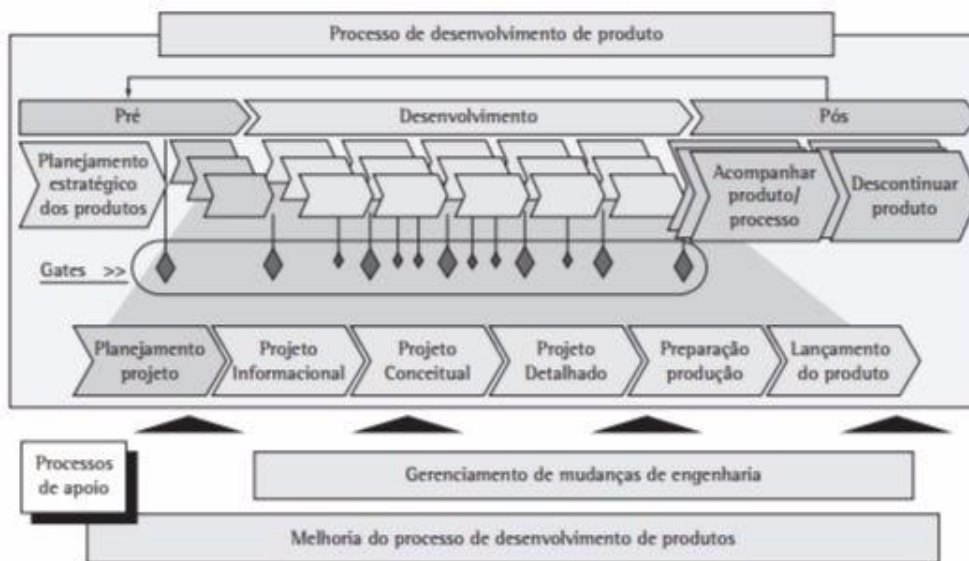 Processo de desenvolvimento de produto
Pré
Desenvolvimento
Pós
Planejamento
estratégico
dos produtos
Acompanhar
produto/
processo
Descontinuar
produto
Gates >>
Planejamento
projeto
Projeto
Informacional
Projeto
Conceitual
Projeto
Detalhado
Preparação
produção
Lançamento
do produto
Processos
de apoio
Gerenciamento de mudanças de engenharia
Melhoria do processo de desenvolvimento de produtos